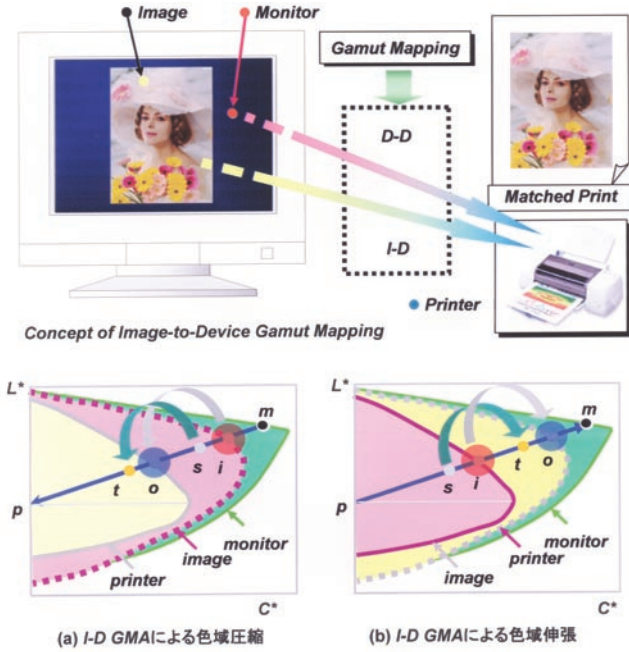 Image
Monitor
Gamut Mapping
D-D
I-D
Matched Print
Printer
Concept of Image-to-Device Gamut Mapping
L*
m
s
i
t
o
p
monitor
image
printer
C*
(a) I-D GMAによる色域圧縮
L*
m
t
o
s
i
p
monitor
printer
image
C*
(b) I-D GMAによる色域伸張